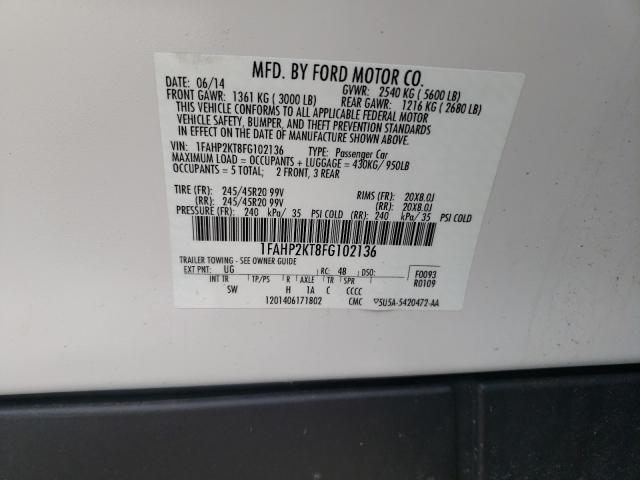 MFD. BY FORD MOTOR CO.
DATE: 06/14 GVWR: 2540 KG ( 5600 LB)
FRONT GAWR: 1361 KG ( 3000 LB) REAR GAWR: 1216 KG ( 2680 LB)
THIS VEHICLE CONFORMS TO ALL APPLICABLE FEDERAL MOTOR
VEHICLE SAFETY, BUMPER, AND THEFT PREVENTION STANDARDS
IN EFFECT ON THE DATE OF MANUFACTURE SHOWN ABOVE.
VIN: 1FAHP2KT8FG102136 TYPE: Passenger Car
MAXIMUM LOAD = OCCUPANTS + LUGGAGE = 430KG/ 950LB
OCCUPANTS = 5 TOTAL; 2 FRONT, 3 REAR
TIRE (FR): 245/45R20 99V RIMS (FR): 20X8.0J
(RR): 245/45R20 99V (RR): 20X8.0J
PRESSURE (FR): 240 kPa/ 35 PSI COLD (RR): 240 kPa/ 35 PSI COLD
1FAHP2KT8FG102136
TRAILER TOWING - SEE OWNER GUIDE
EXT PNT: UG RC: 48 DSO: F0093
INT TR TP/PS R AXLE TR SPR R0109
SW H 1A C CCCC
1201406171802 CMC ▽5U5A-5420472-AA